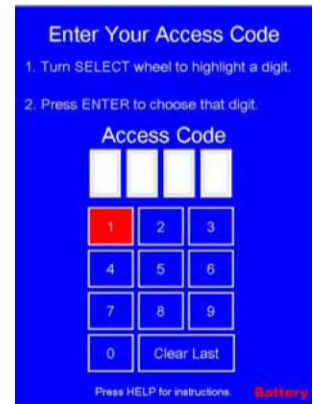 Enter Your Access Code
1. Turn SELECT wheel to highlight a digit.
2. Press ENTER to choose that digit.
Access Code
1 2 3
4 5 6
7 8 9
0 Clear Last
Press HELP for instructions. Battery